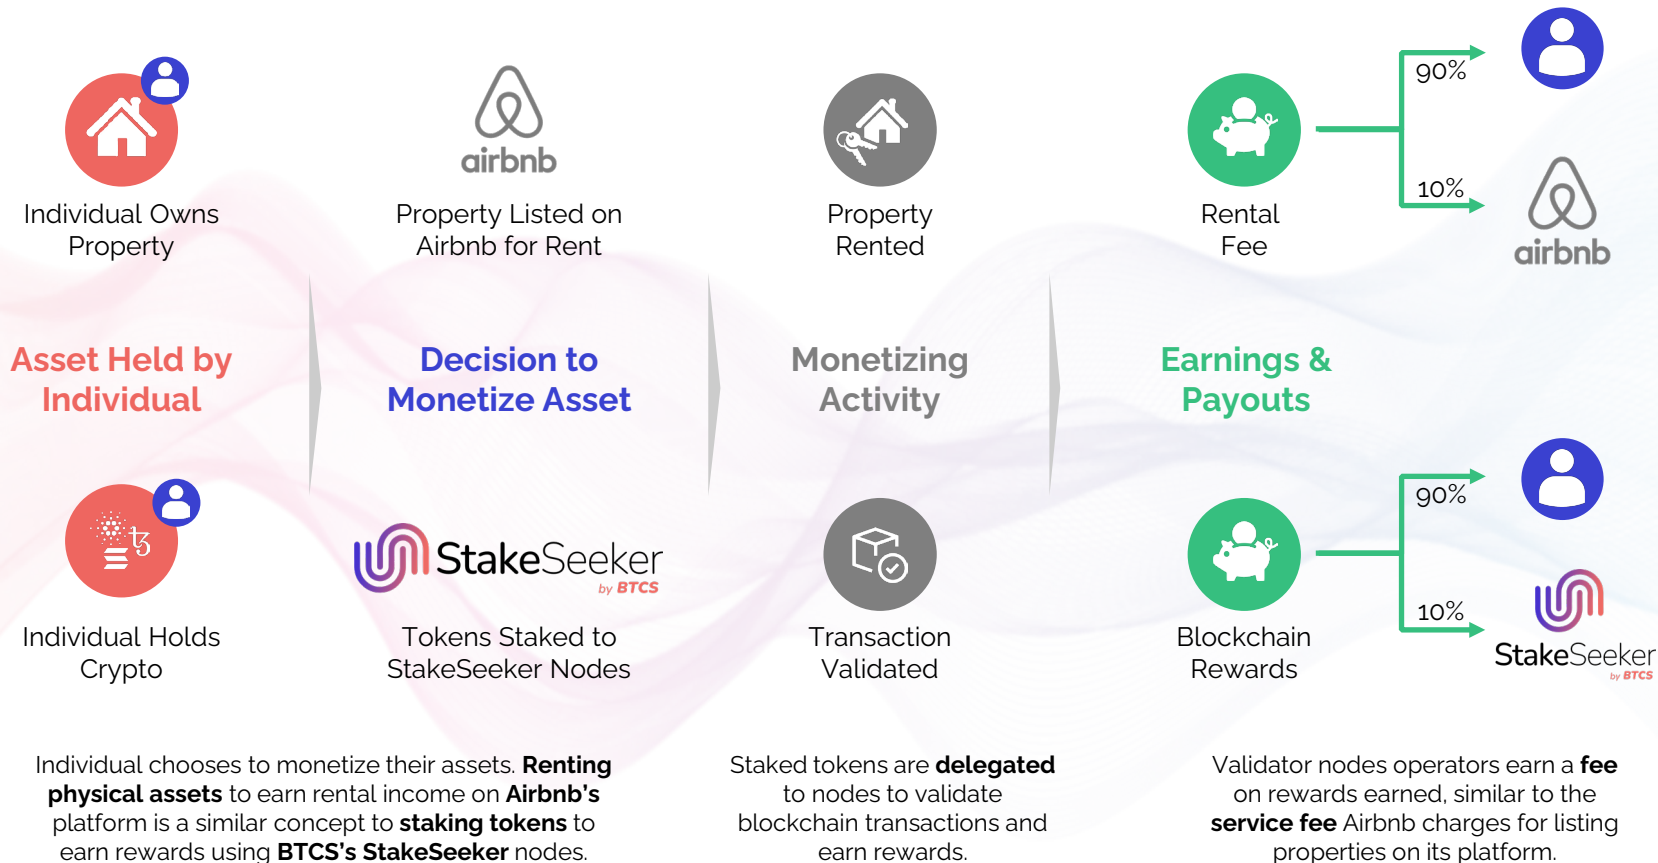 90%
10%
airbnb
airbnb
Individual Owns
Property
Property Listed on
Airbnb for Rent
Property
Rented
Rental
Fee
Asset Held by
Individual
Decision to
Monetize Asset
Monetizing
Activity
Earnings &
Payouts
90%
10%
StakeSeeker
by BTCS
StakeSeeker
by BTCS
Individual Holds
Crypto
Tokens Staked to
StakeSeeker Nodes
Transaction
Validated
Blockchain
Rewards
Individual chooses to monetize their assets. Renting
physical assets to earn rental income on Airbnb's
platform is a similar concept to staking tokens to
earn rewards using BTCS's StakeSeeker nodes.
Staked tokens are delegated
to nodes to validate
blockchain transactions and
earn rewards.
Validator nodes operators earn a fee
on rewards earned, similar to the
service fee Airbnb charges for listing
properties on its platform.